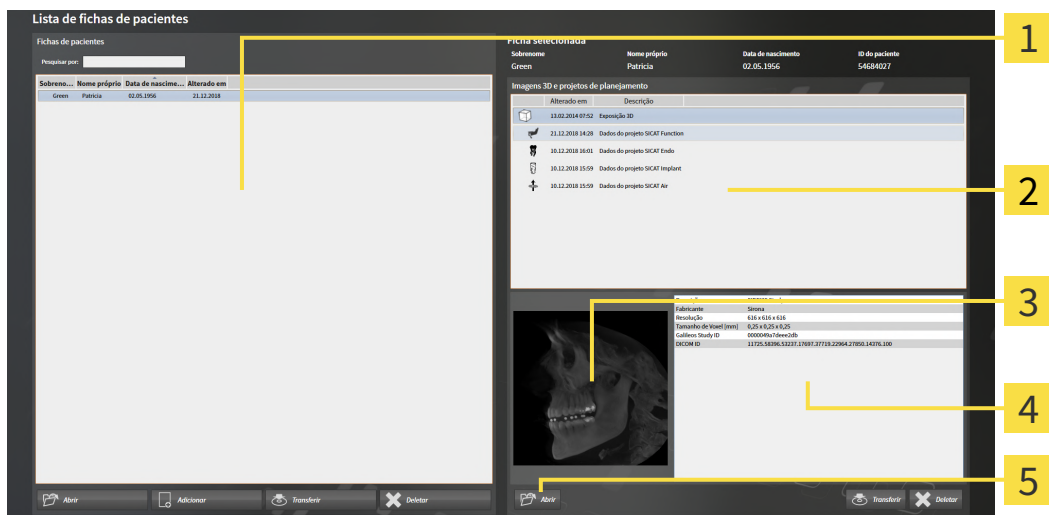 Lista de fichas de pacientes
Fichas de pacientes
Pesquisar por:
Sobreno... Nome próprio Data de nascime... Alterado em
Green Patricia 02.05.1956 21.12.2018
Abrir Adicionar Transferir Deletar
Ficha selecionada
Sobrenome Nome próprio Data de nascimento ID do paciente
Green Patricia 02.05.1956 54684027
Imagens 3D e projetos de planejamento
Alterado em Descrição
13.02.2014 07:52 Exposição 3D
21.12.2018 14:28 Dados do projeto SICAT Function
10.12.2018 16:01 Dados do projeto SICAT Endo
10.12.2018 15:59 Dados do projeto SICAT Implant
10.12.2018 15:59 Dados do projeto SICAT Air
Fabricante Sirona
Resolução 616 x 616 x 616
Tamanho de Voxel [mm] 0,25 x 0,25 x 0,25
Galileos Study ID 0000049a7deee2db
DICOM ID 11725.58396.53237.17697.37719.22964.27850.14376.100
Abrir Transferir Deletar
1
2
3
4
5